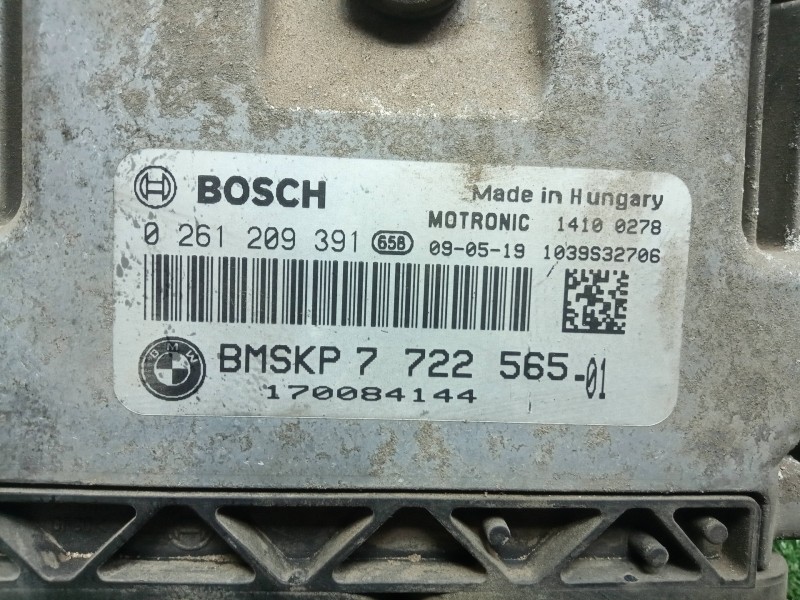 BOSCH Made in Hungary
MOTRONIC 1410 0278
0 261 209 391 658 09-05-19 1039S32706
BMW BMSKP 7 722 565-01
170084144